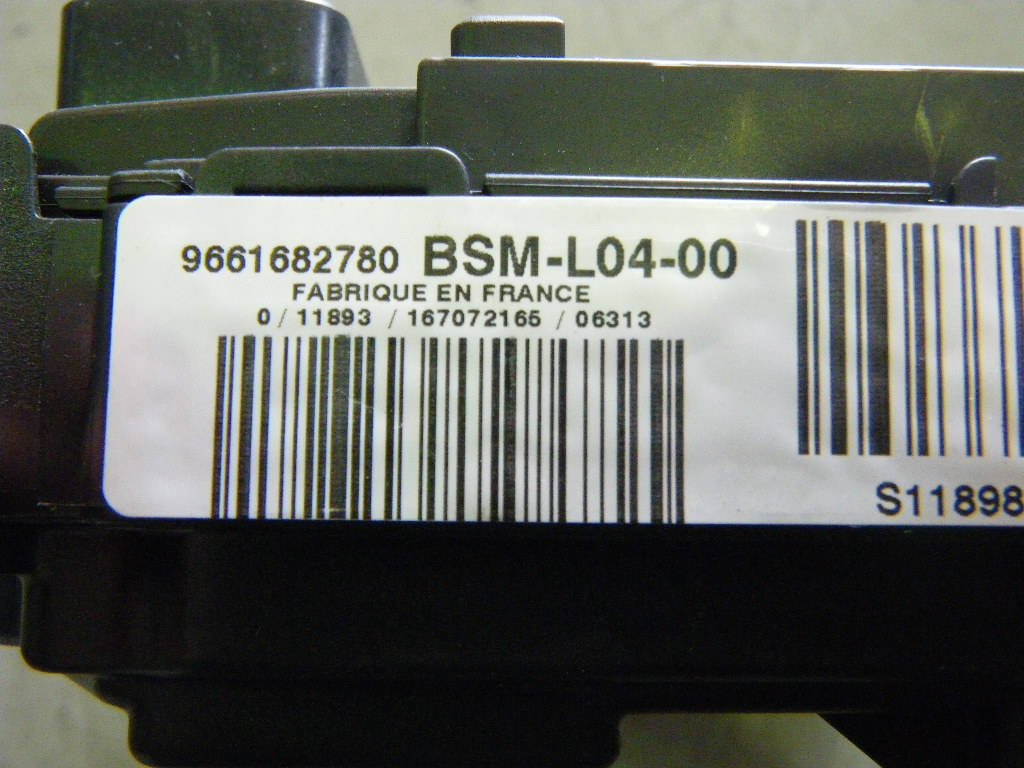 9661682780 BSM-L04-00
FABRIQUE EN FRANCE
0 / 11893 / 167072165 / 06313
S11898